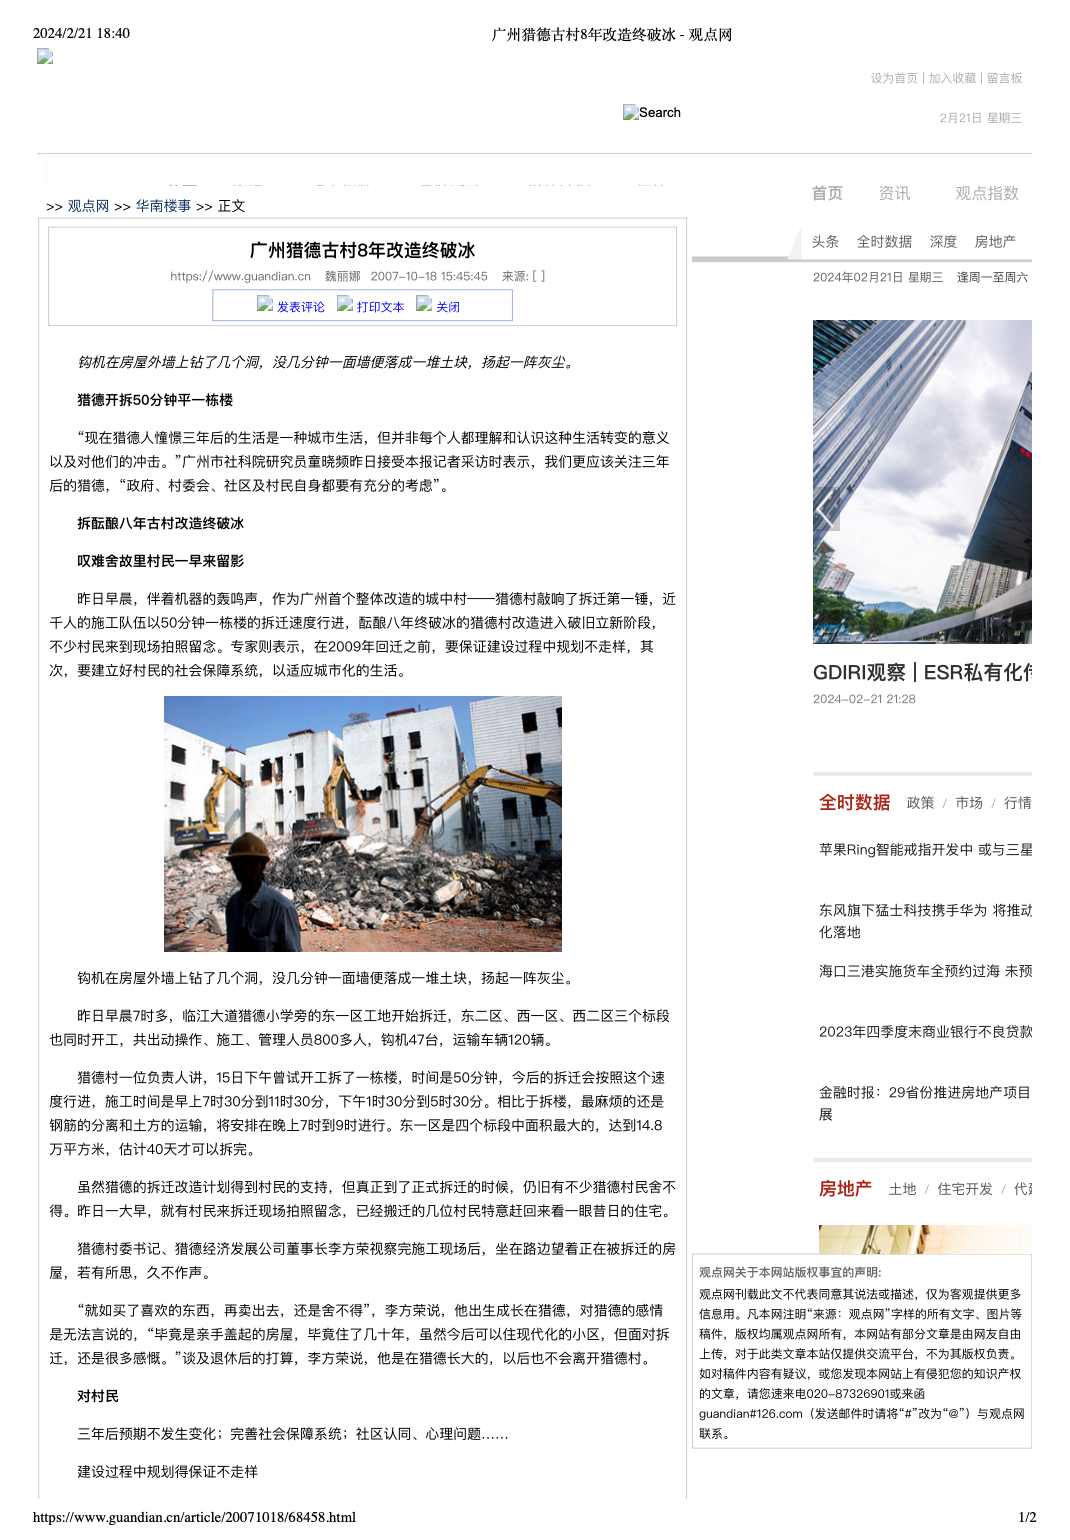 2024/2/21 18:40
广州猎德古村8年改造终破冰 - 观点网
设为首页 | 加入收藏 | 留言板
Search
2月21日 星期三
>> 观点网 >> 华南楼事 >> 正文
广州猎德古村8年改造终破冰
https://www.guandian.cn 魏丽娜 2007-10-18 15:45:45 来源: [ ]
发表评论 打印文本 关闭
钩机在房屋外墙上钻了几个洞，没几分钟一面墙便落成一堆土块，扬起一阵灰尘。
猎德开拆50分钟平一栋楼
“现在猎德人憧憬三年后的生活是一种城市生活，但并非每个人都理解和认识这种生活转变的意义
以及对他们的冲击。”广州市社科院研究员童晓频昨日接受本报记者采访时表示，我们更应该关注三年
后的猎德，“政府、村委会、社区及村民自身都要有充分的考虑”。
拆酝酿八年古村改造终破冰
叹难舍故里村民一早来留影
昨日早晨，伴着机器的轰鸣声，作为广州首个整体改造的城中村——猎德村敲响了拆迁第一锤，近
千人的施工队伍以50分钟一栋楼的拆迁速度行进，酝酿八年终破冰的猎德村改造进入破旧立新阶段，
不少村民来到现场拍照留念。专家则表示，在2009年回迁之前，要保证建设过程中规划不走样，其
次，要建立好村民的社会保障系统，以适应城市化的生活。
钩机在房屋外墙上钻了几个洞，没几分钟一面墙便落成一堆土块，扬起一阵灰尘。
昨日早晨7时多，临江大道猎德小学旁的东一区工地开始拆迁，东二区、西一区、西二区三个标段
也同时开工，共出动操作、施工、管理人员800多人，钩机47台，运输车辆120辆。
猎德村一位负责人讲，15日下午曾试开工拆了一栋楼，时间是50分钟，今后的拆迁会按照这个速
度行进，施工时间是早上7时30分到11时30分，下午1时30分到5时30分。相比于拆楼，最麻烦的还是
钢筋的分离和土方的运输，将安排在晚上7时到9时进行。东一区是四个标段中面积最大的，达到14.8
万平方米，估计40天才可以拆完。
虽然猎德的拆迁改造计划得到村民的支持，但真正到了正式拆迁的时候，仍旧有不少猎德村民舍不
得。昨日一大早，就有村民来拆迁现场拍照留念，已经搬迁的几位村民特意赶回来看一眼昔日的住宅。
猎德村委书记、猎德经济发展公司董事长李方荣视察完施工现场后，坐在路边望着正在被拆迁的房
屋，若有所思，久不作声。
“就如买了喜欢的东西，再卖出去，还是舍不得”，李方荣说，他出生成长在猎德，对猎德的感情
是无法言说的，“毕竟是亲手盖起的房屋，毕竟住了几十年，虽然今后可以住现代化的小区，但面对拆
迁，还是很多感慨。”谈及退休后的打算，李方荣说，他是在猎德长大的，以后也不会离开猎德村。
对村民
三年后预期不发生变化；完善社会保障系统；社区认同、心理问题……
建设过程中规划得保证不走样
首页 资讯 观点指数
头条 全时数据 深度 房地产
2024年02月21日 星期三 逢周一至周六
GDIRI观察 | ESR私有化
2024-02-21 21:28
全时数据 政策 / 市场 / 行情
苹果Ring智能戒指开发中 或与三星
东风旗下猛士科技携手华为 将推动
化落地
海口三港实施货车全预约过海 未预
2023年四季度末商业银行不良贷款
金融时报：29省份推进房地产项目
展
房地产 土地 / 住宅开发 /
观点网关于本网站版权事宜的声明:
观点网刊载此文不代表同意其说法或描述，仅为客观提供更多
信息用。凡本网注明“来源：观点网”字样的所有文字、图片等
稿件，版权均属观点网所有，本网站有部分文章是由网友自由
上传，对于此类文章本站仅提供交流平台，不为其版权负责。
如对稿件内容有疑议，或您发现本网站上有侵犯您的知识产权
的文章，请您速来电020-87326901或来函
guandian#126.com（发送邮件时请将“#”改为“@”）与观点网
联系。
https://www.guandian.cn/article/20071018/68458.html
1/2